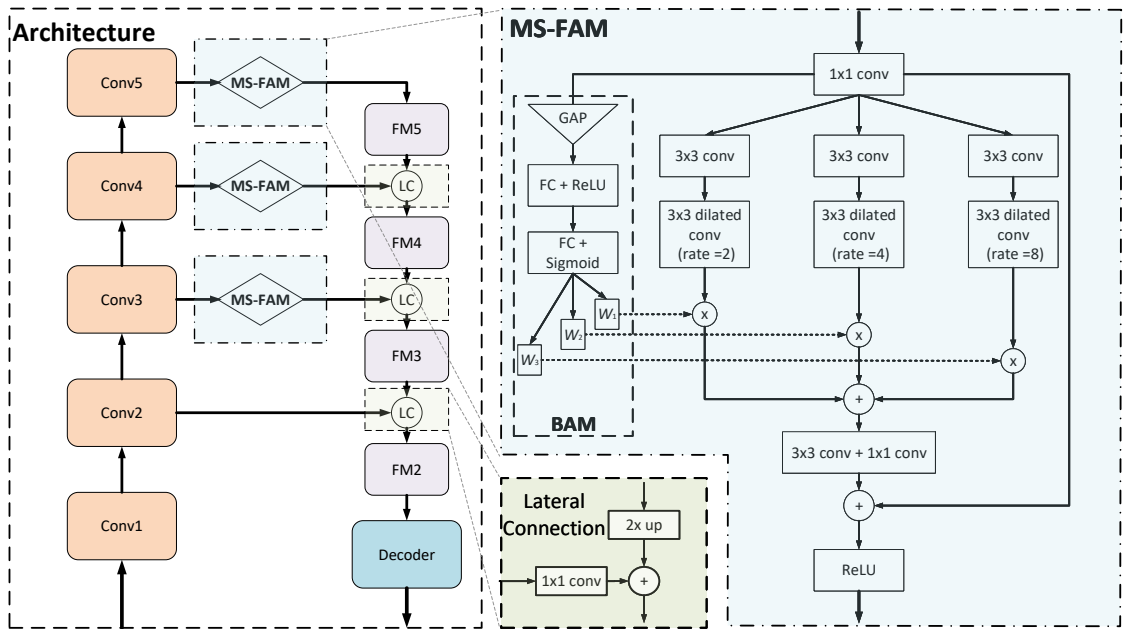 Architecture
Conv5
MS-FAM
FM5
Conv4
MS-FAM
LC
FM4
Conv3
MS-FAM
LC
FM3
Conv2
LC
FM2
Conv1
Decoder
MS-FAM
1x1 conv
GAP
FC + ReLU
FC +
Sigmoid
W1
W2
W3
BAM
3x3 conv
3x3 conv
3x3 conv
3x3 dilated
conv
(rate =2)
3x3 dilated
conv
(rate =4)
3x3 dilated
conv
(rate =8)
x
x
x
+
3x3 conv + 1x1 conv
+
ReLU
Lateral
Connection
2x up
1x1 conv
+